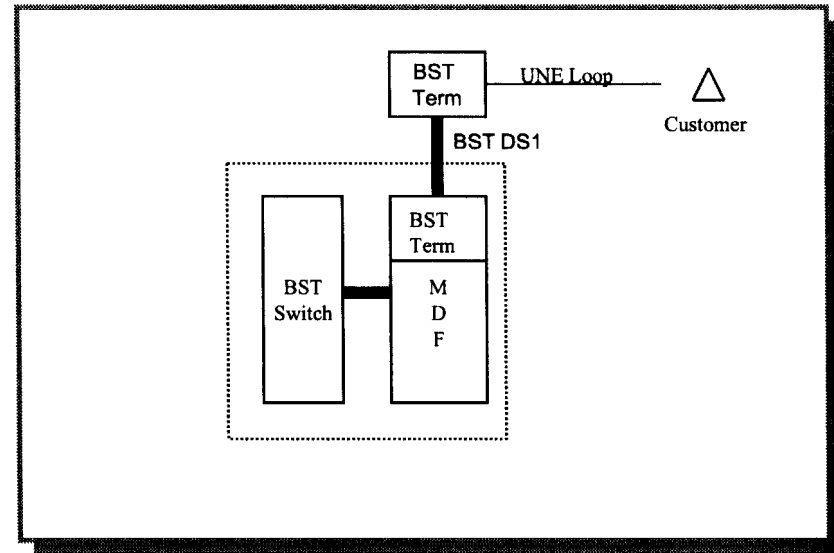 BST
Term
UNE Loop
Customer
BST DS1
BST
Term
BST
Switch
M
D
F